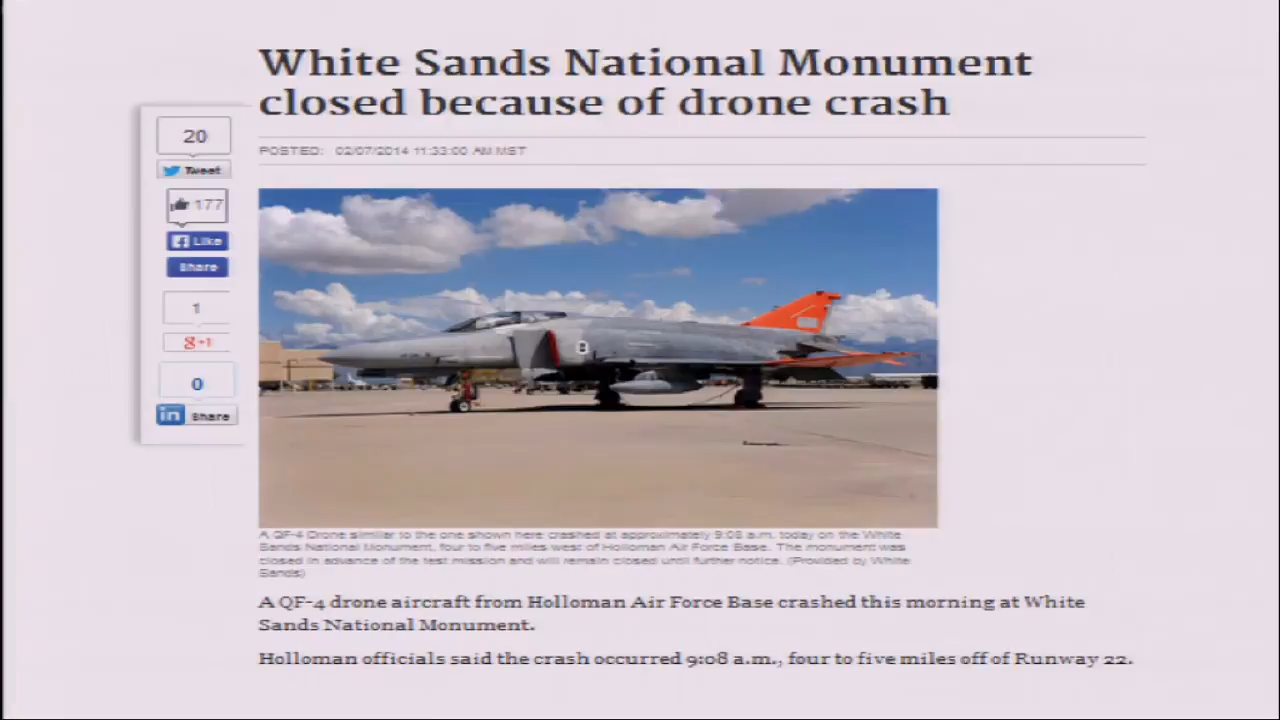 White Sands National Monument
closed because of drone crash
POSTED: 02/07/2014 11:33:00 AM MST
20
Tweet
177
Like
Share
1
+1
0
in Share
A QF-4 Drone similar to the one shown here crashed at approximately 9:08 a.m. today on the White
Sands National Monument, four to five miles west of Holloman Air Force Base. The monument was
closed in advance of the test mission and will remain closed until further notice. (Provided by White
Sands)
A QF-4 drone aircraft from Holloman Air Force Base crashed this morning at White
Sands National Monument.
Holloman officials said the crash occurred 9:08 a.m., four to five miles off of Runway 22.